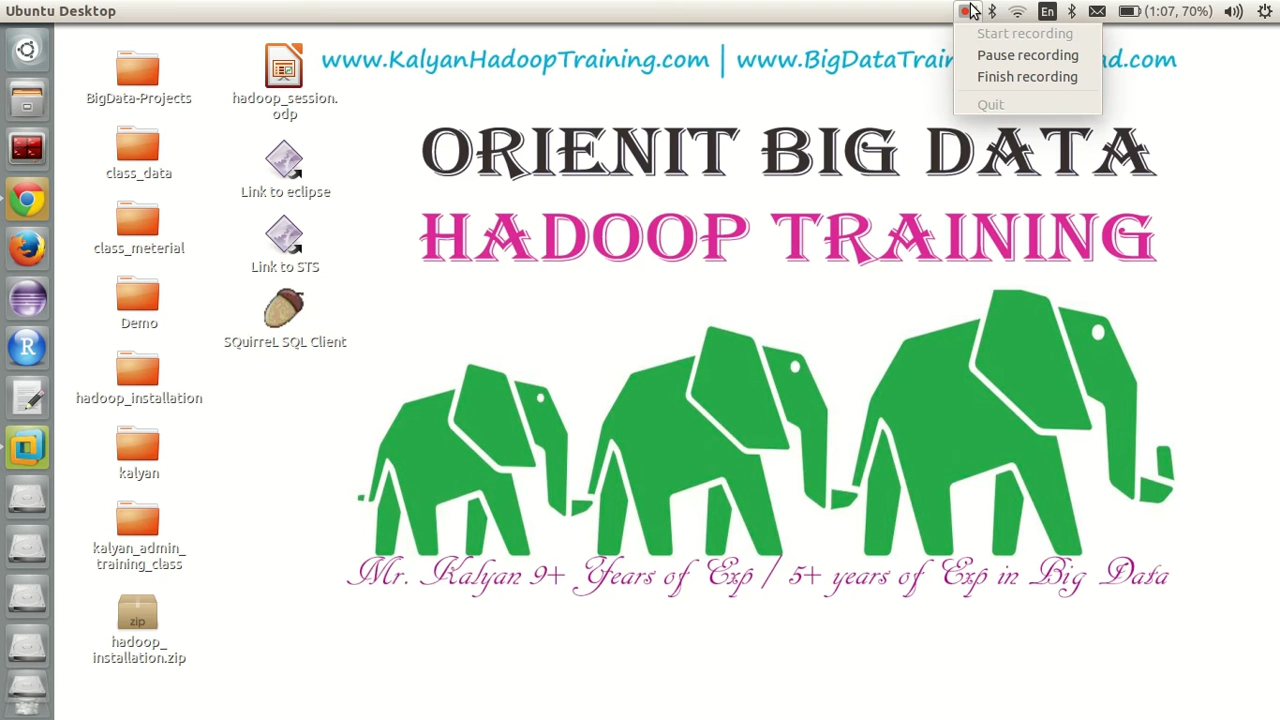 Ubuntu Desktop
En
(1:07, 70%)
Start recording
Pause recording
Finish recording
Quit
www.KalyanHadoopTraining.com | www.BigDataTrain
d.com
BigData-Projects
class_data
class_meterial
Demo
hadoop_installation
kalyan
kalyan_admin_
training_class
zip
hadoop_
installation.zip
hadoop_session.
odp
Link to eclipse
Link to STS
SQuirreL SQL Client
R
ORIENIT BIG DATA
HADOOP TRAINING
Mr. Kalyan 9+ Years of Exp / 5+ years of Exp in Big Data